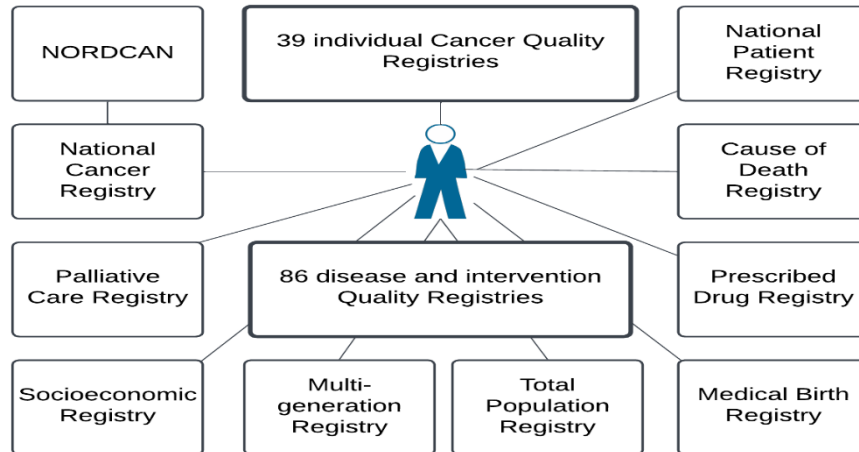 NORDCAN
39 individual Cancer Quality
Registries
National
Patient
Registry
National
Cancer
Registry
Cause of
Death
Registry
Palliative
Care Registry
86 disease and intervention
Quality Registries
Prescribed
Drug Registry
Socioeconomic
Registry
Multi-
generation
Registry
Total
Population
Registry
Medical Birth
Registry